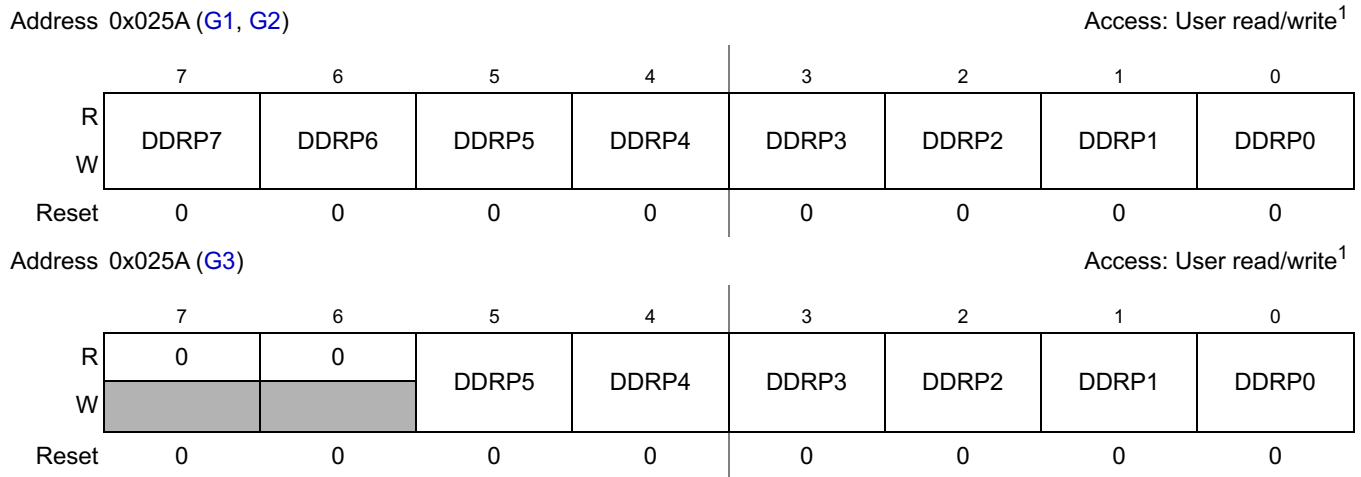 Address 0x025A (G1, G2) Access: User read/write1
7 6 5 4 3 2 1 0
R
DDRP7 DDRP6 DDRP5 DDRP4 DDRP3 DDRP2 DDRP1 DDRP0
W
Reset 0 0 0 0 0 0 0 0
Address 0x025A (G3) Access: User read/write1
7 6 5 4 3 2 1 0
R 0 0
DDRP5 DDRP4 DDRP3 DDRP2 DDRP1 DDRP0
W
Reset 0 0 0 0 0 0 0 0